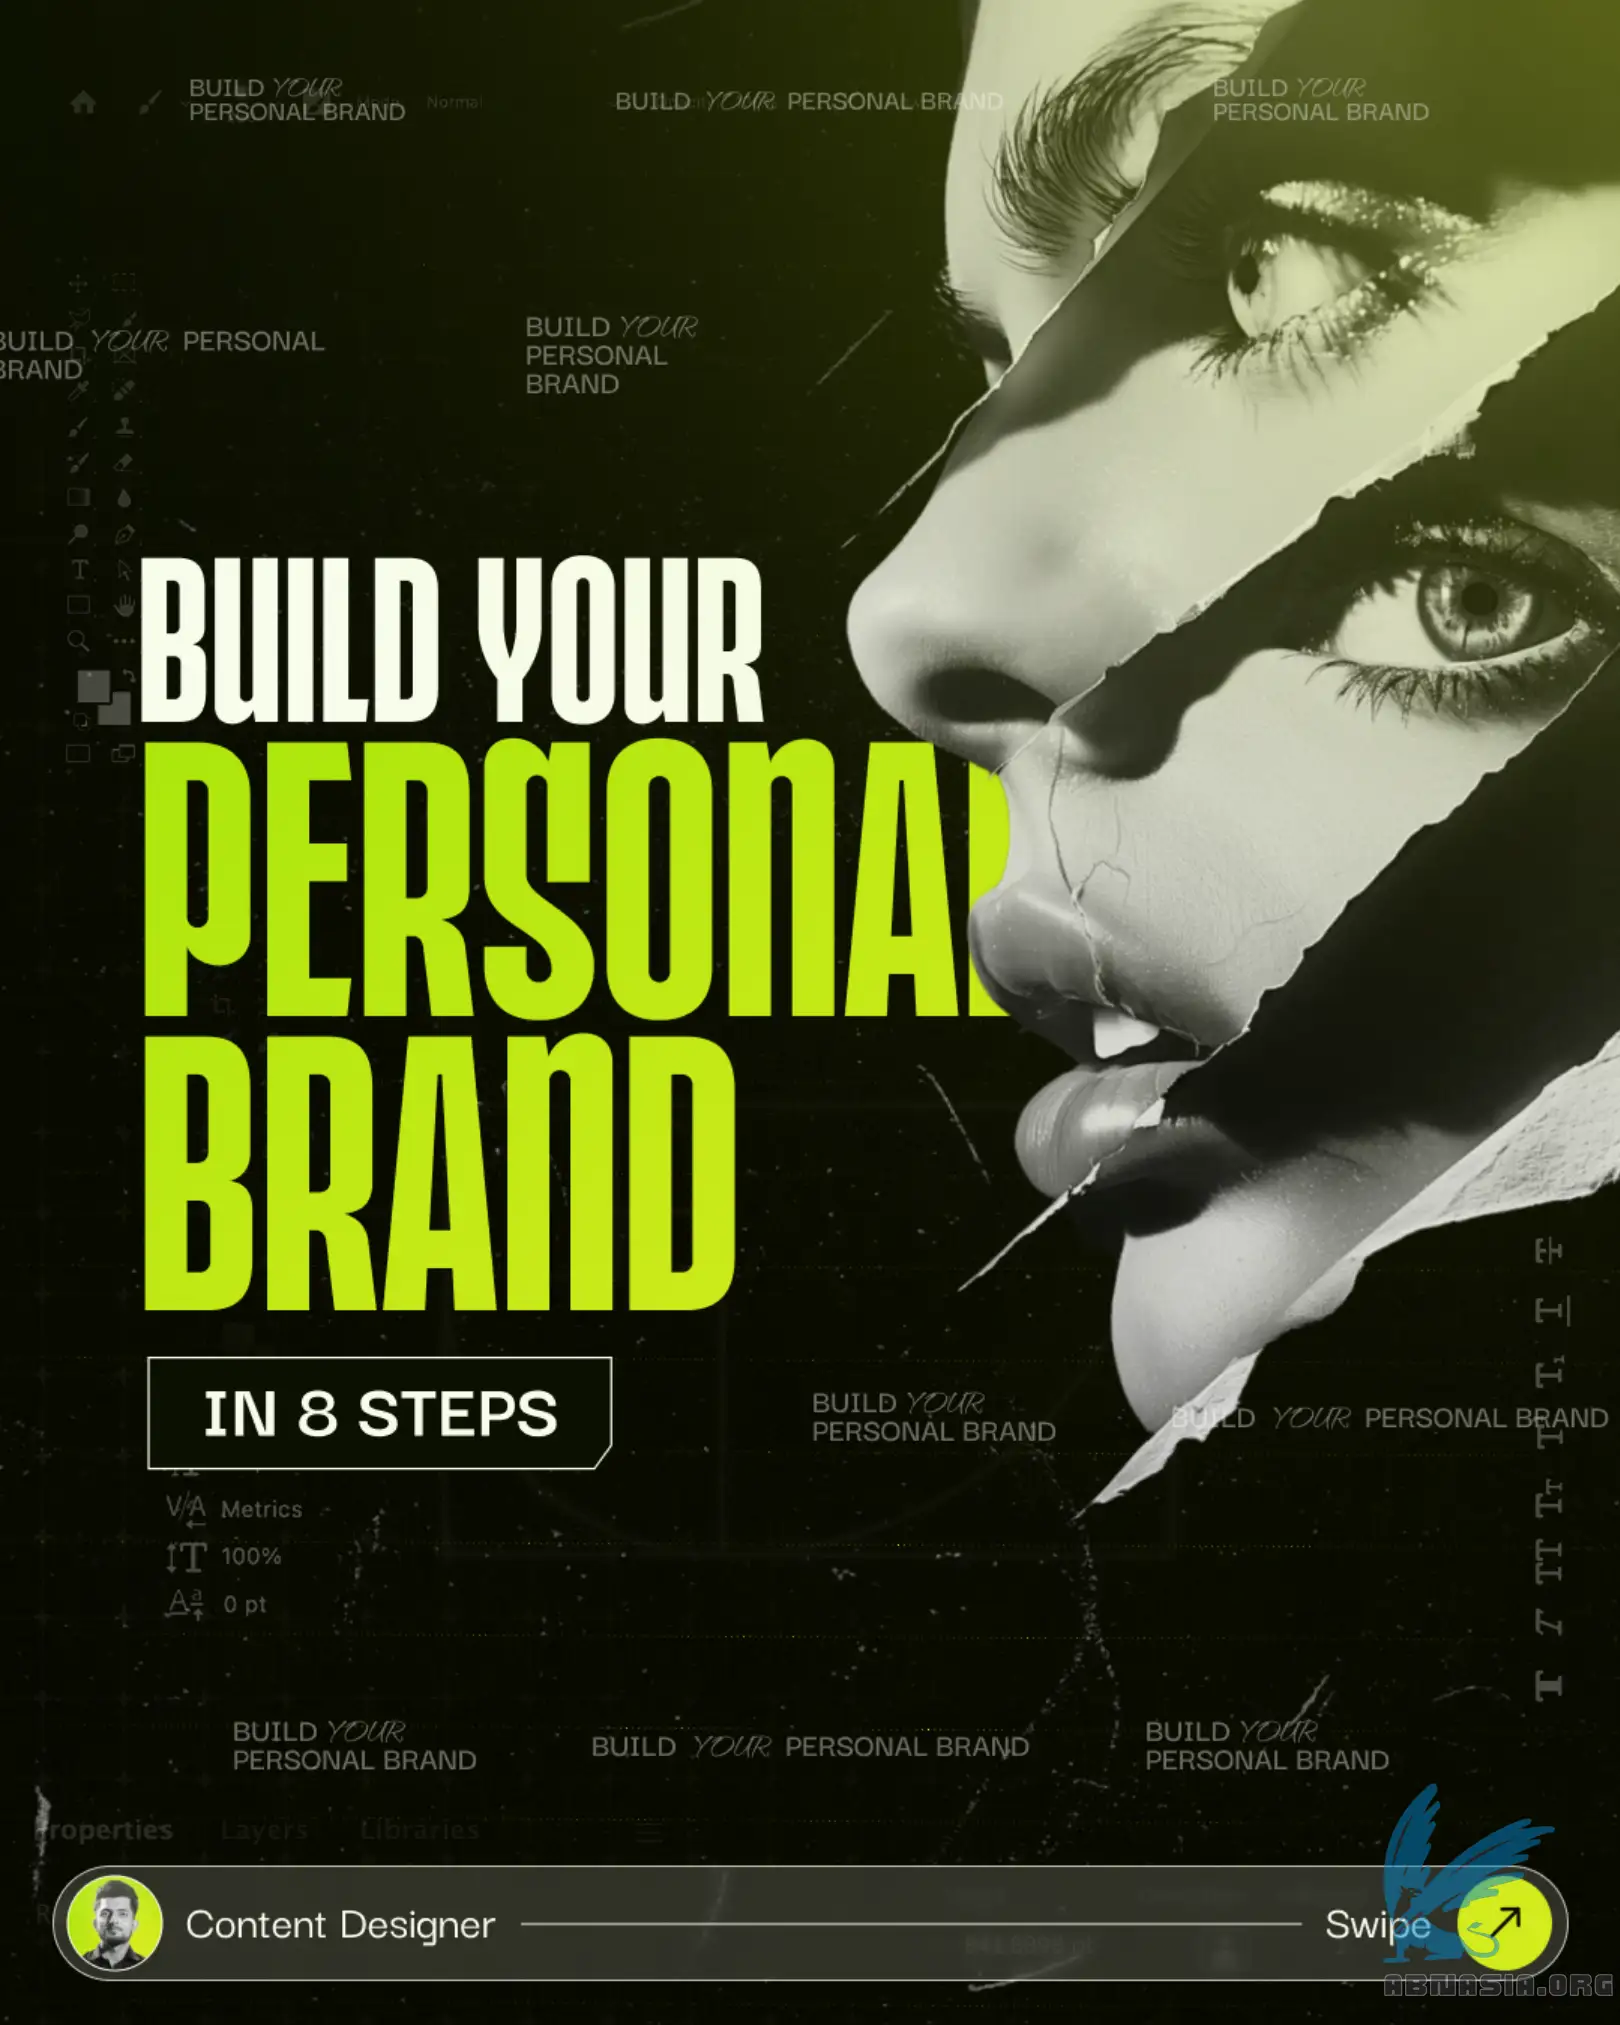 BUILD YOUR
PERSONAL BRAND
Normal
BUILD YOUR PERSONAL BRAND
BUILD YOUR
PERSONAL BRAND
BUILD YOUR PERSONAL
BRAND
BUILD YOUR
PERSONAL
BRAND
BUILD YOUR
PERSONAL
BRAND
IN 8 STEPS
BUILD YOUR
PERSONAL BRAND
BUILD YOUR PERSONAL BRAND
Metrics
100%
0 pt
BUILD YOUR
PERSONAL BRAND
BUILD YOUR PERSONAL BRAND
BUILD YOUR
PERSONAL BRAND
roperties Layers Libraries
Content Designer
Swipe
ABNASIA.ORG